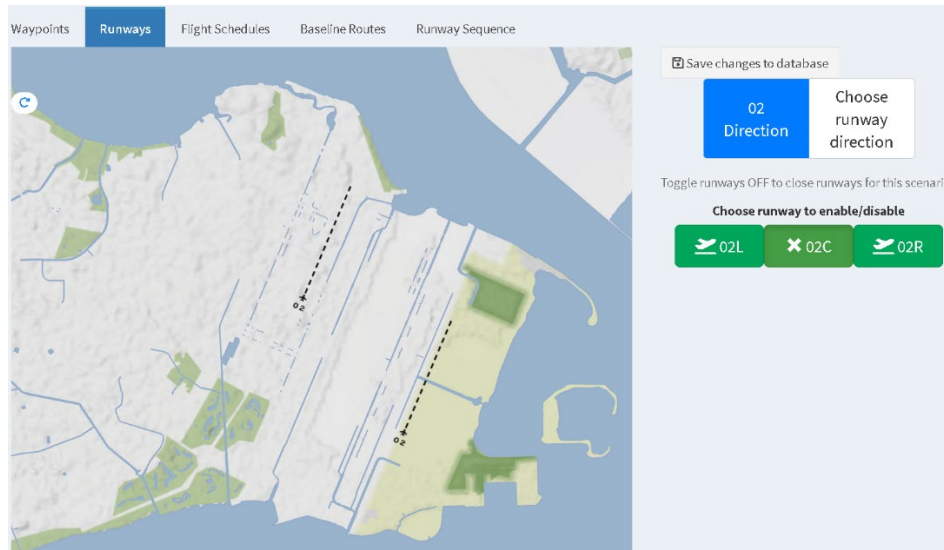 Waypoints Runways Flight Schedules Baseline Routes Runway Sequence
Save changes to database
02
Direction
Choose
runway
direction
Toggle runways OFF to close runways for this scenari
Choose runway to enable/disable
02L 02C 02R
02
02